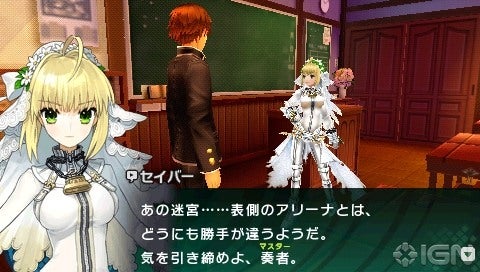 セイバー
あの迷宮……表側のアリーナとは、
どうにも勝手が違うようだ。
マスター
気を引き締めよ、奏者。
IGN